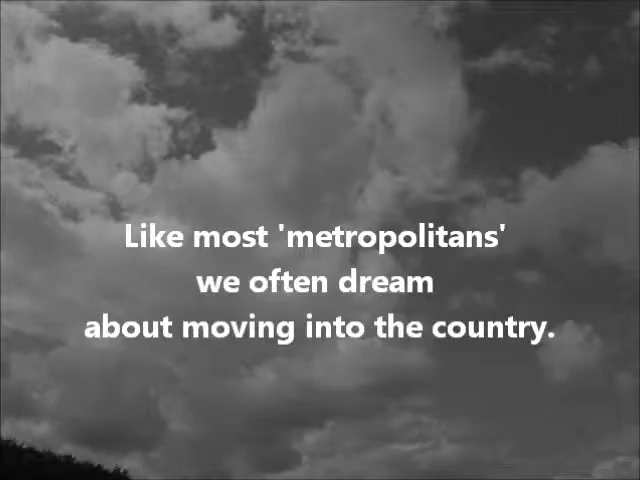 Like most 'metropolitans'
we often dream
about moving into the country.